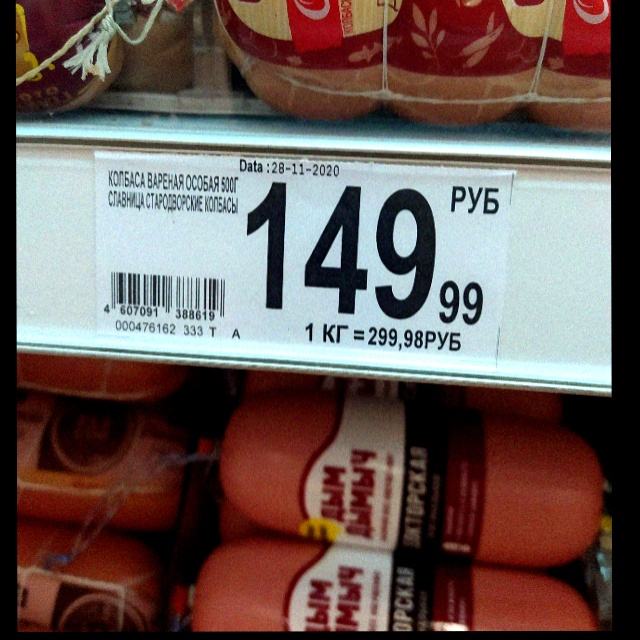 Data : 28-11-2020
КОЛБАСА ВАРЕНАЯ ОСОБАЯ 500Г
СЛАВНИЦА СТАРОДВОРСКИЕ КОЛБАСЫ
149 99
РУБ
4 607091 388619
000476162 333 Т А
1 КГ = 299,98РУБ
ДЫМ
ДЫМЫЧ
ДОКТОРСКАЯ
ДЫМ
ДЫМЫЧ